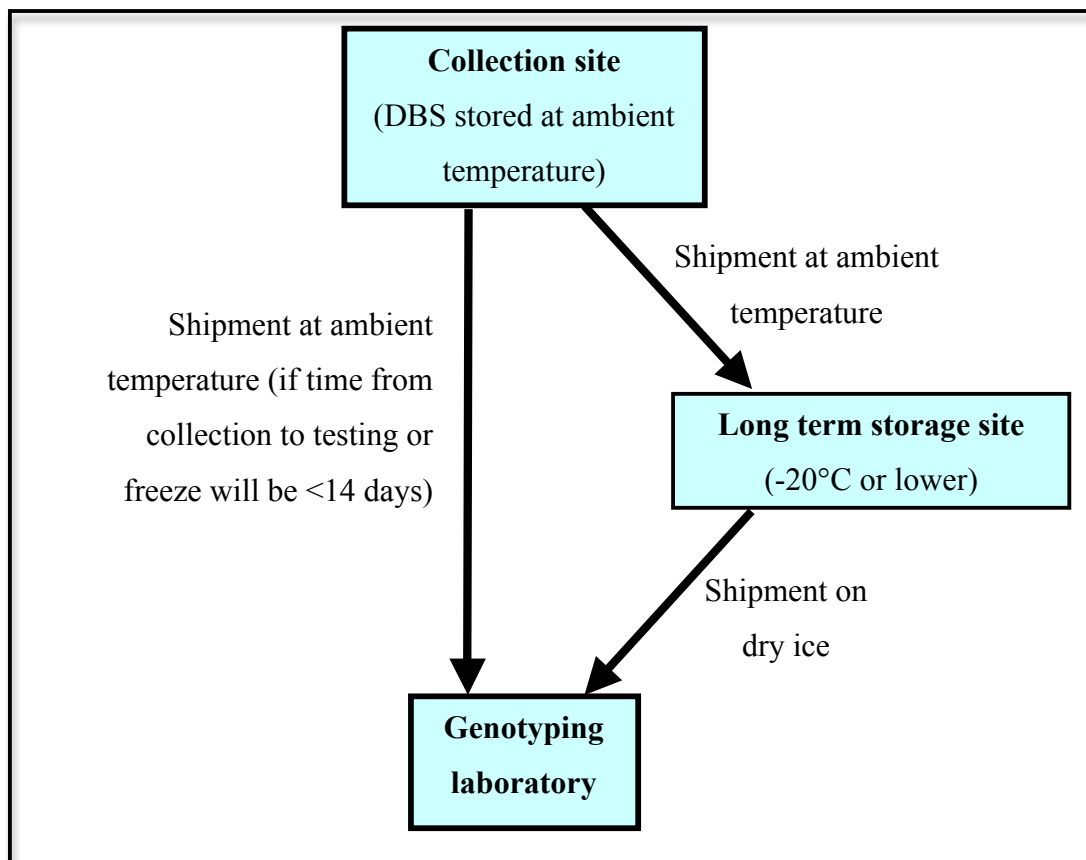 Collection site
(DBS stored at ambient
temperature)
Shipment at ambient
temperature
Shipment at ambient
temperature (if time from
collection to testing or
freeze will be <14 days)
Long term storage site
(-20°C or lower)
Shipment on
dry ice
Genotyping
laboratory